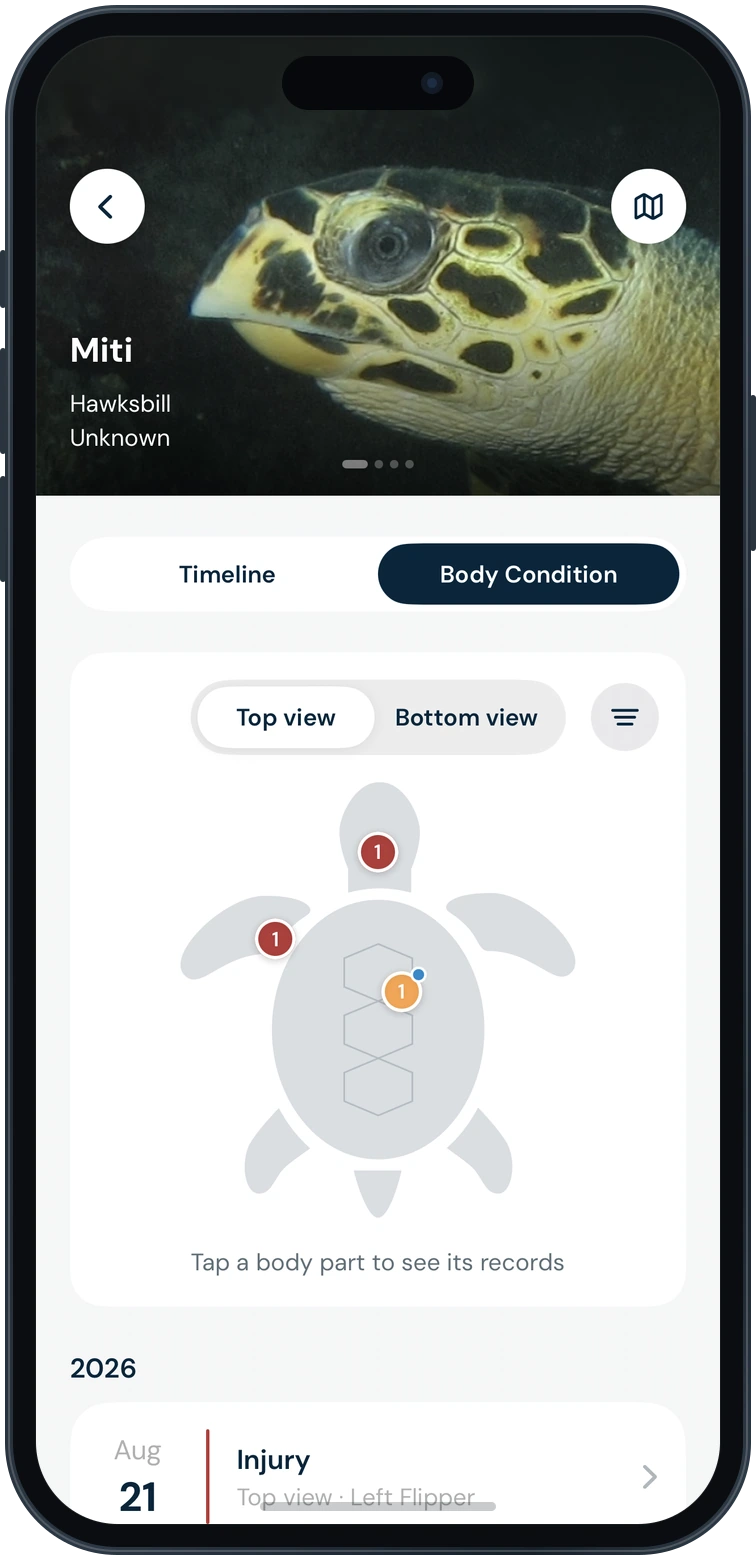 Miti
Hawksbill
Unknown
Timeline
Body Condition
Top view
Bottom view
1
1
1
Tap a body part to see its records
2026
Aug
21
Injury
Top view · Left Flipper